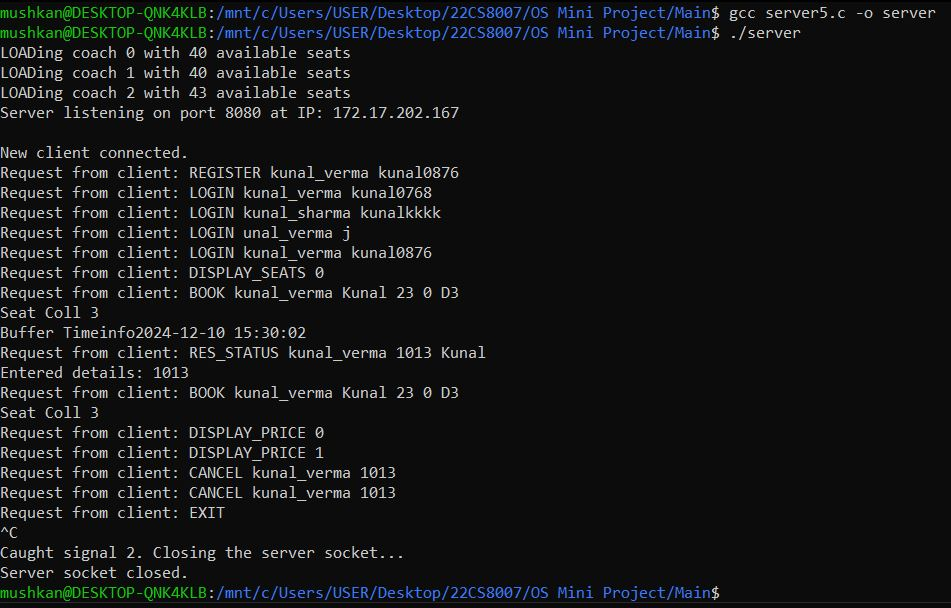 mushkan@DESKTOP-QNK4KLB:/mnt/c/Users/USER/Desktop/22CS8007/OS Mini Project/Main$ gcc server5.c -o server
mushkan@DESKTOP-QNK4KLB:/mnt/c/Users/USER/Desktop/22CS8007/OS Mini Project/Main$ ./server
LOADing coach 0 with 40 available seats
LOADing coach 1 with 40 available seats
LOADing coach 2 with 43 available seats
Server listening on port 8080 at IP: 172.17.202.167
New client connected.
Request from client: REGISTER kunal_verma kunal0876
Request from client: LOGIN kunal_verma kunal0768
Request from client: LOGIN kunal_sharma kunalkkkk
Request from client: LOGIN unal_verma j
Request from client: LOGIN kunal_verma kunal0876
Request from client: DISPLAY_SEATS 0
Request from client: BOOK kunal_verma Kunal 23 0 D3
Seat Coll 3
Buffer Timeinfo2024-12-10 15:30:02
Request from client: RES_STATUS kunal_verma 1013 Kunal
Entered details: 1013
Request from client: BOOK kunal_verma Kunal 23 0 D3
Seat Coll 3
Request from client: DISPLAY_PRICE 0
Request from client: DISPLAY_PRICE 1
Request from client: CANCEL kunal_verma 1013
Request from client: CANCEL kunal_verma 1013
Request from client: EXIT
^C
Caught signal 2. Closing the server socket...
Server socket closed.
mushkan@DESKTOP-QNK4KLB:/mnt/c/Users/USER/Desktop/22CS8007/OS Mini Project/Main$